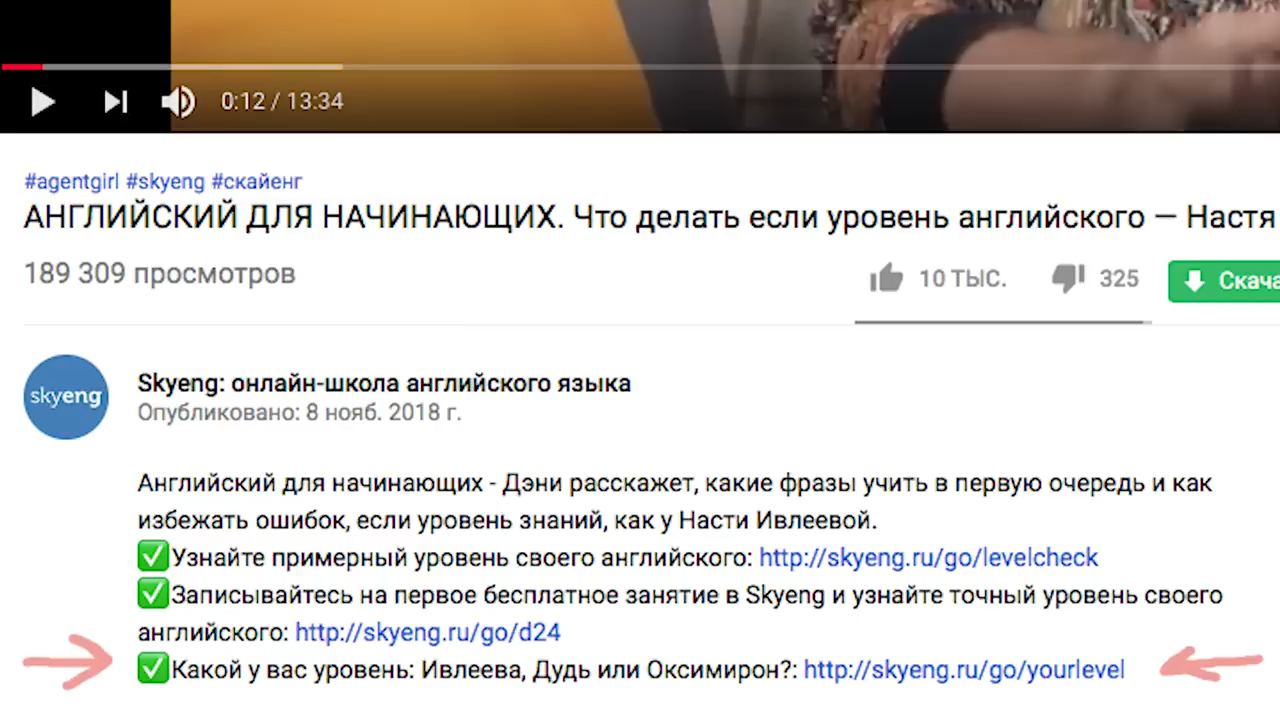 0:12 / 13:34
#agentgirl #skyeng #скайенг
АНГЛИЙСКИЙ ДЛЯ НАЧИНАЮЩИХ. Что делать если уровень английского — Настя
189 309 просмотров
10 ТЫС.
325
Скача
skyeng
Skyeng: онлайн-школа английского языка
Опубликовано: 8 нояб. 2018 г.
Английский для начинающих - Дэни расскажет, какие фразы учить в первую очередь и как
избежать ошибок, если уровень знаний, как у Насти Ивлеевой.
✅Узнайте примерный уровень своего английского: http://skyeng.ru/go/levelcheck
✅Записывайтесь на первое бесплатное занятие в Skyeng и узнайте точный уровень своего
английского: http://skyeng.ru/go/d24
✅Какой у вас уровень: Ивлеева, Дудь или Оксимирон?: http://skyeng.ru/go/yourlevel